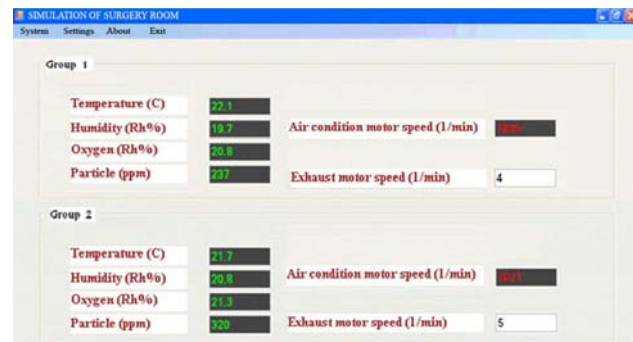 SIMULATION OF SURGERY ROOM
System Settings About Exit
Group 1
Temperature (C) 22.1
Humidity (Rh%) 19.7 Air condition motor speed (1/min)
Oxygen (Rh%) 20.8
Particle (ppm) 237 Exhaust motor speed (1/min) 4
Group 2
Temperature (C) 21.7
Humidity (Rh%) 20.8 Air condition motor speed (1/min)
Oxygen (Rh%) 21.3
Particle (ppm) 320 Exhaust motor speed (1/min) 5